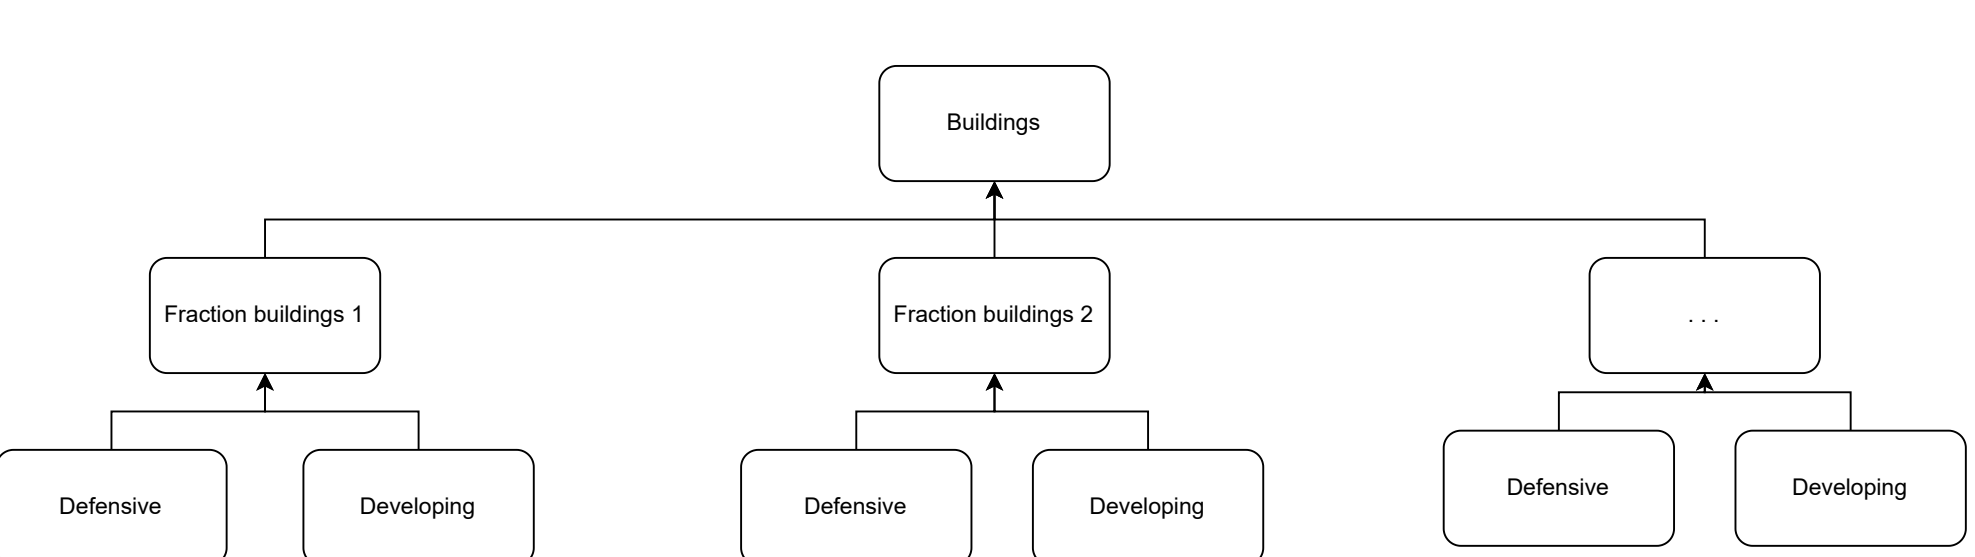 Buildings
Fraction buildings 1
Fraction buildings 2
. . .
Defensive
Developing
Defensive
Developing
Defensive
Developing